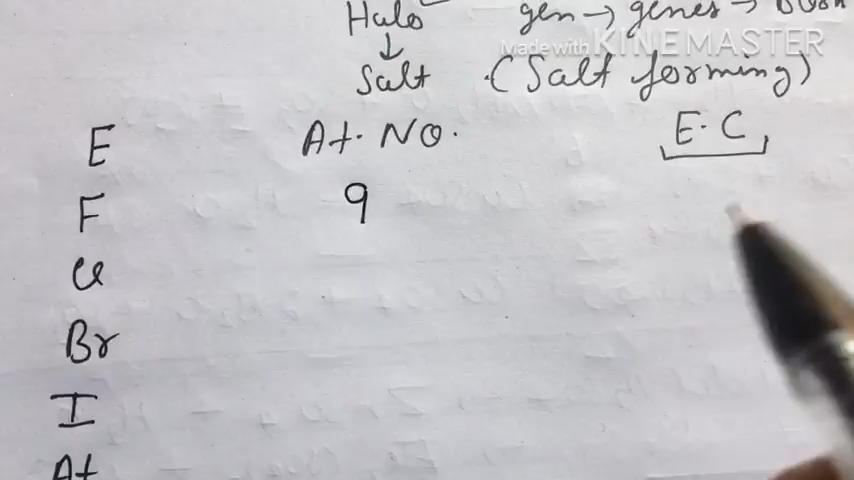 Halo gen → genes →
↓
Salt (Salt forming)
Made with KINEMASTER
E At. No. E.C
F 9
Cl
Br
I
At